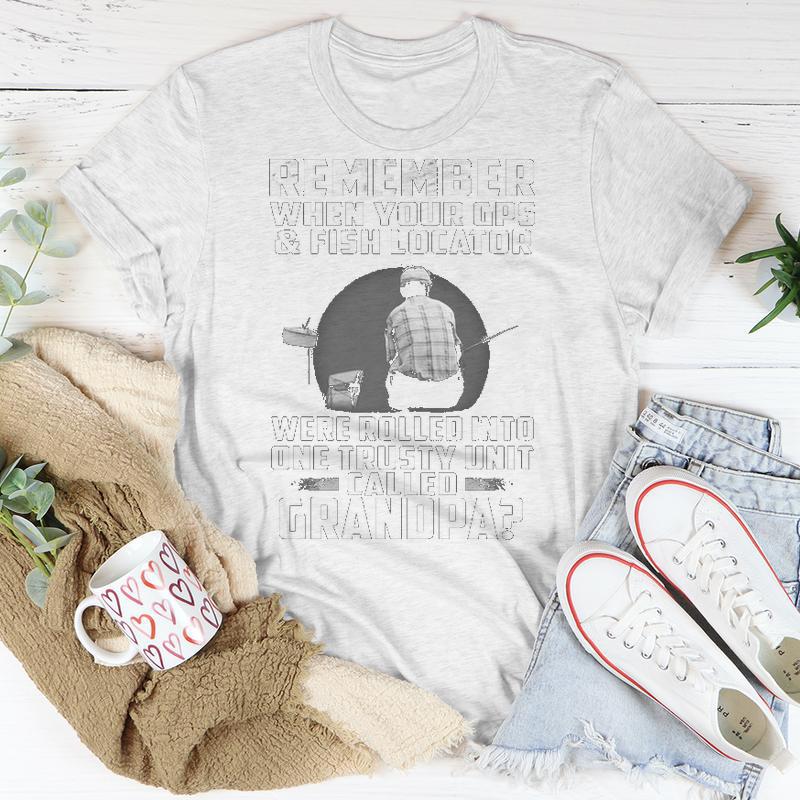 REMEMBER
WHEN YOUR GPS
& FISH LOCATOR
WERE ROLLED INTO
ONE TRUSTY UNIT
CALLED
GRANDPA?